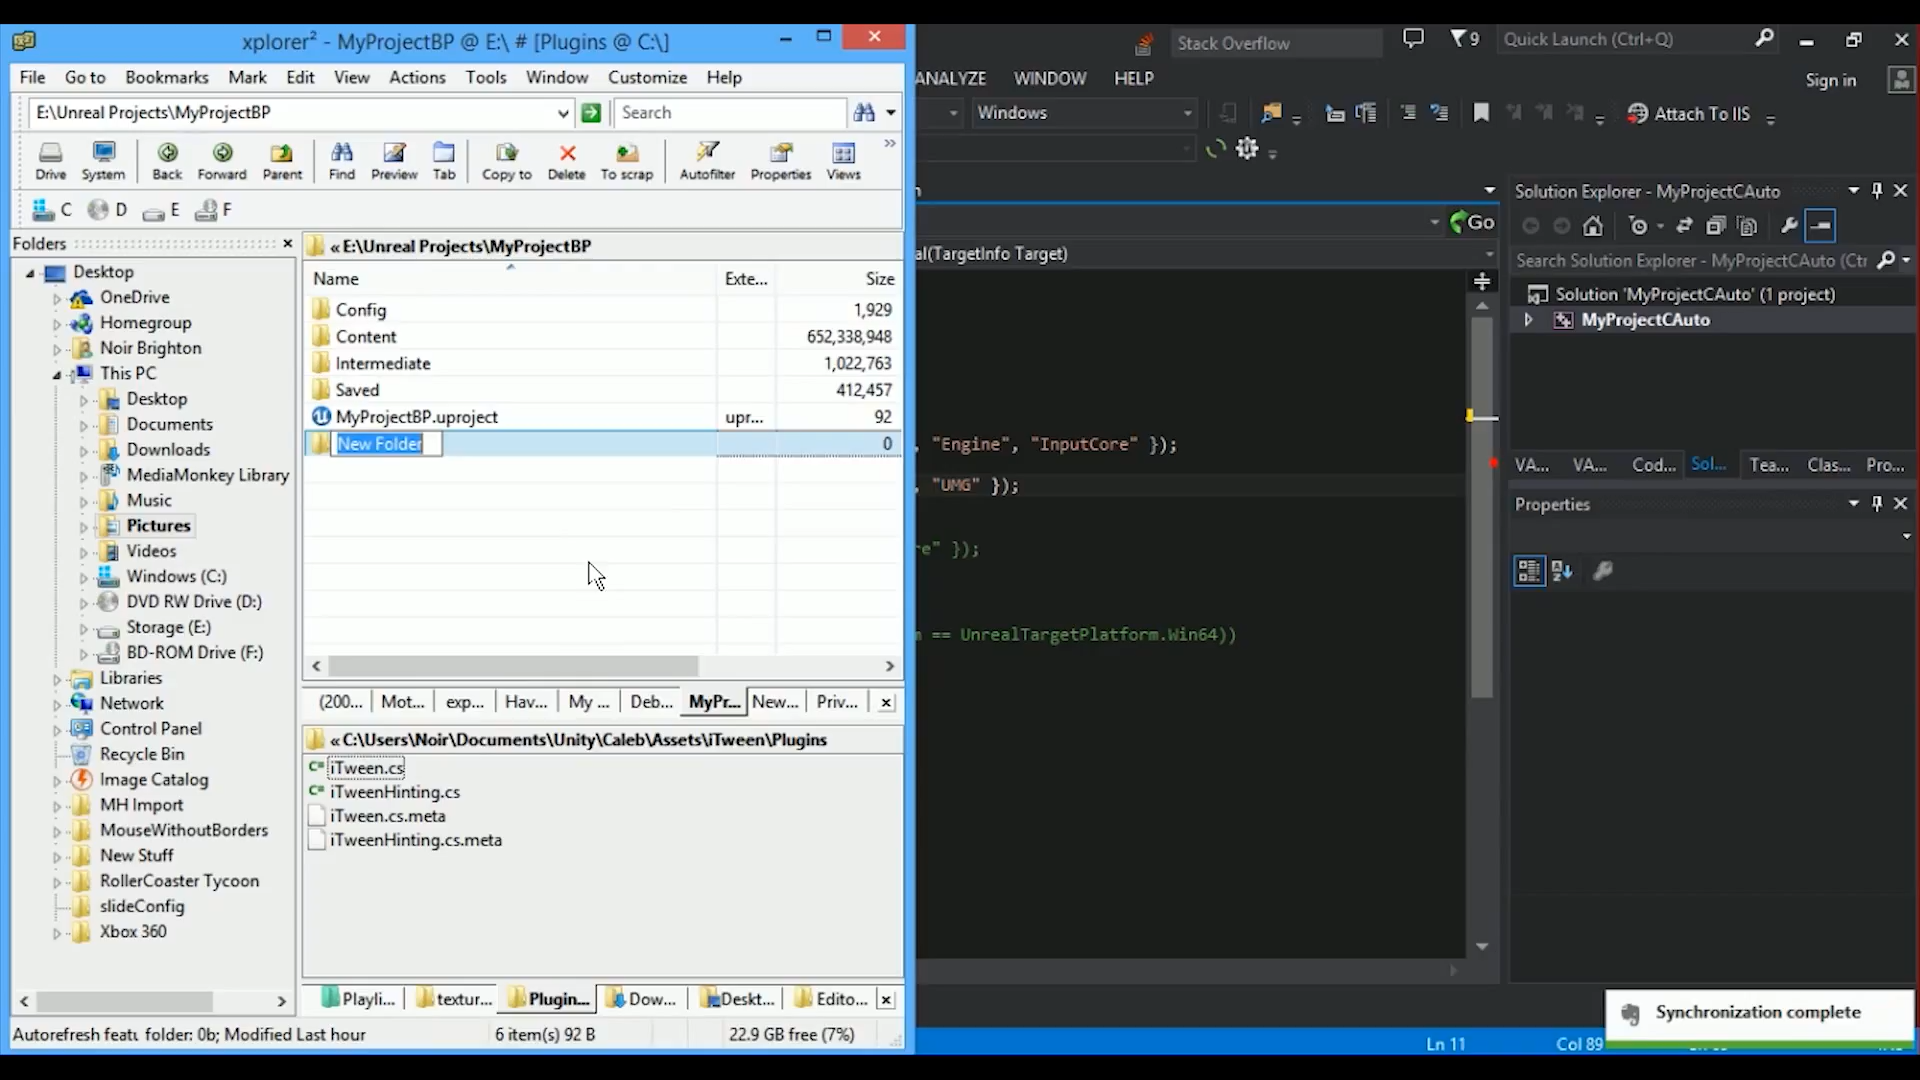 xplorer² - MyProjectBP @ E:\ # [Plugins @ C:\]
File Go to Bookmarks Mark Edit View Actions Tools Window Customize Help
E:\Unreal Projects\MyProjectBP
Search
Drive System Back Forward Parent Find Preview Tab Copy to Delete To scrap Autofilter Properties Views
C D E F
Folders
Desktop
OneDrive
Homegroup
Noir Brighton
This PC
Desktop
Documents
Downloads
MediaMonkey Library
Music
Pictures
Videos
Windows (C:)
DVD RW Drive (D:)
Storage (E:)
BD-ROM Drive (F:)
Libraries
Network
Control Panel
Recycle Bin
Image Catalog
MH Import
MouseWithoutBorders
New Stuff
RollerCoaster Tycoon
slideConfig
Xbox 360
« E:\Unreal Projects\MyProjectBP
Name Exte... Size
Config 1,929
Content 652,338,948
Intermediate 1,022,763
Saved 412,457
MyProjectBP.uproject upr... 92
New Folder 0
(200... Mot... exp... Hav... My ... Deb... MyPr... New... Priv...
« C:\Users\Noir\Documents\Unity\Caleb\Assets\iTween\Plugins
iTween.cs
iTweenHinting.cs
iTween.cs.meta
iTweenHinting.cs.meta
Playli... textur... Plugin... Dow... Deskt... Edito...
Autorefresh featu folder: 0b; Modified Last hour 6 item(s) 92 B 22.9 GB free (7%)
Stack Overflow 9 Quick Launch (Ctrl+Q)
ANALYZE WINDOW HELP Sign in
Windows Attach To IIS
Go
al(TargetInfo Target)
, "Engine", "InputCore" });
, "UMG" });
re" });
== UnrealTargetPlatform.Win64))
Solution Explorer - MyProjectCAuto
Search Solution Explorer - MyProjectCAuto (Ctr
Solution 'MyProjectCAuto' (1 project)
MyProjectCAuto
VA... VA... Cod... Sol... Tea... Clas... Pro...
Properties
Synchronization complete
Ln 11 Col 89